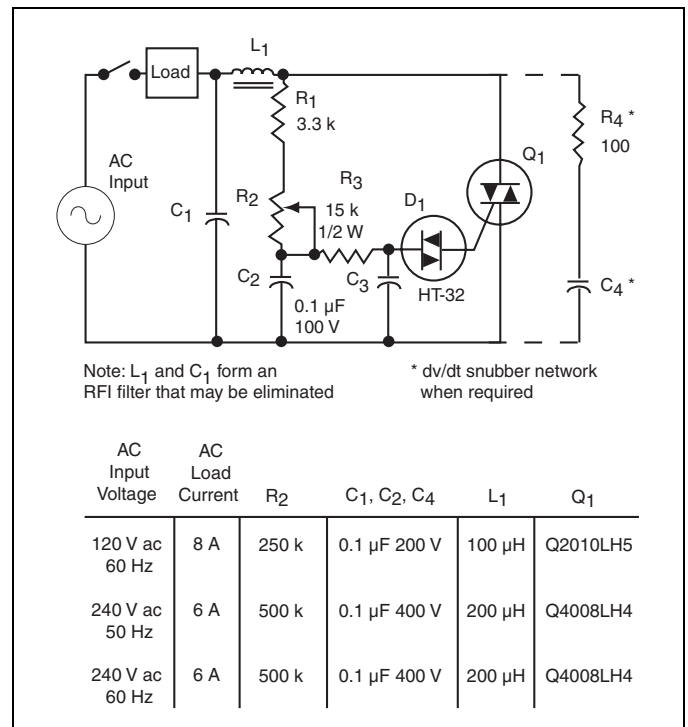 L1
Load
R1
3.3 k
R4 *
100
AC
Input
Q1
R2
R3
15 k
1/2 W
D1
C1
C2
C3
HT-32
C4 *
0.1 µF
100 V
Note: L1 and C1 form an
RFI filter that may be eliminated
* dv/dt snubber network
when required
AC
Input
Voltage
AC
Load
Current
R2
C1, C2, C4
L1
Q1
120 V ac
60 Hz
8 A
250 k
0.1 µF 200 V
100 µH
Q2010LH5
240 V ac
50 Hz
6 A
500 k
0.1 µF 400 V
200 µH
Q4008LH4
240 V ac
60 Hz
6 A
500 k
0.1 µF 400 V
200 µH
Q4008LH4